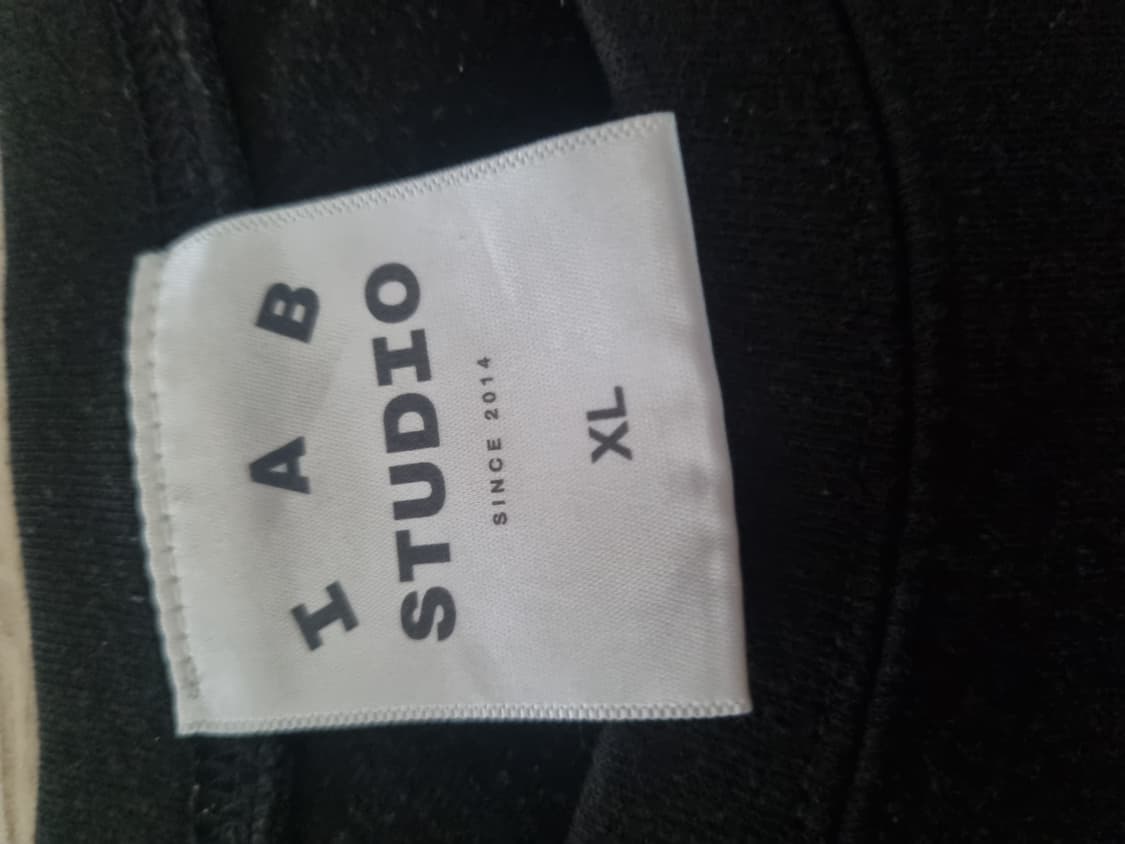 I A B
STUDIO
SINCE 2014
XL